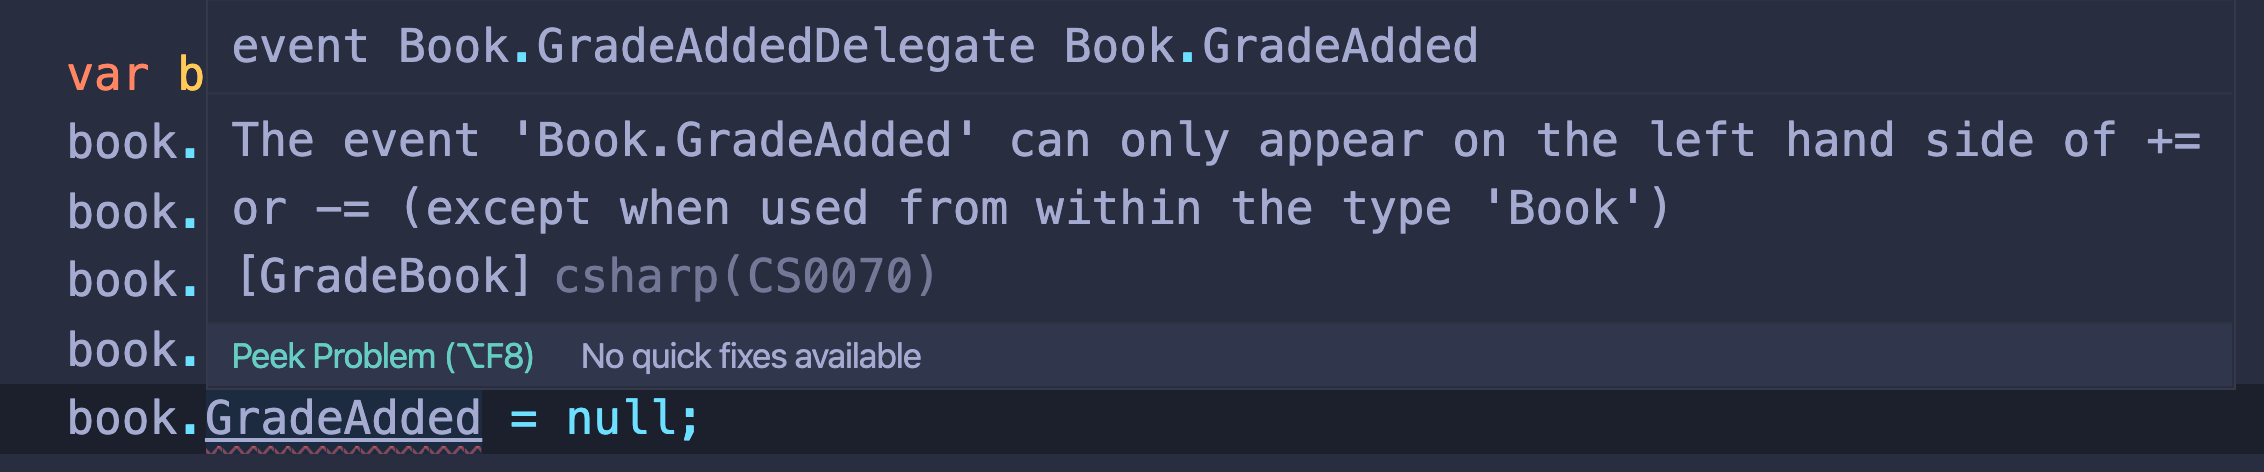 event Book.GradeAddedDelegate Book.GradeAdded
var b
The event 'Book.GradeAdded' can only appear on the left hand side of +=
book.
or -= (except when used from within the type 'Book')
book.
[GradeBook] csharp(CS0070)
book.
Peek Problem (⌥F8) No quick fixes available
book.
book.GradeAdded = null;